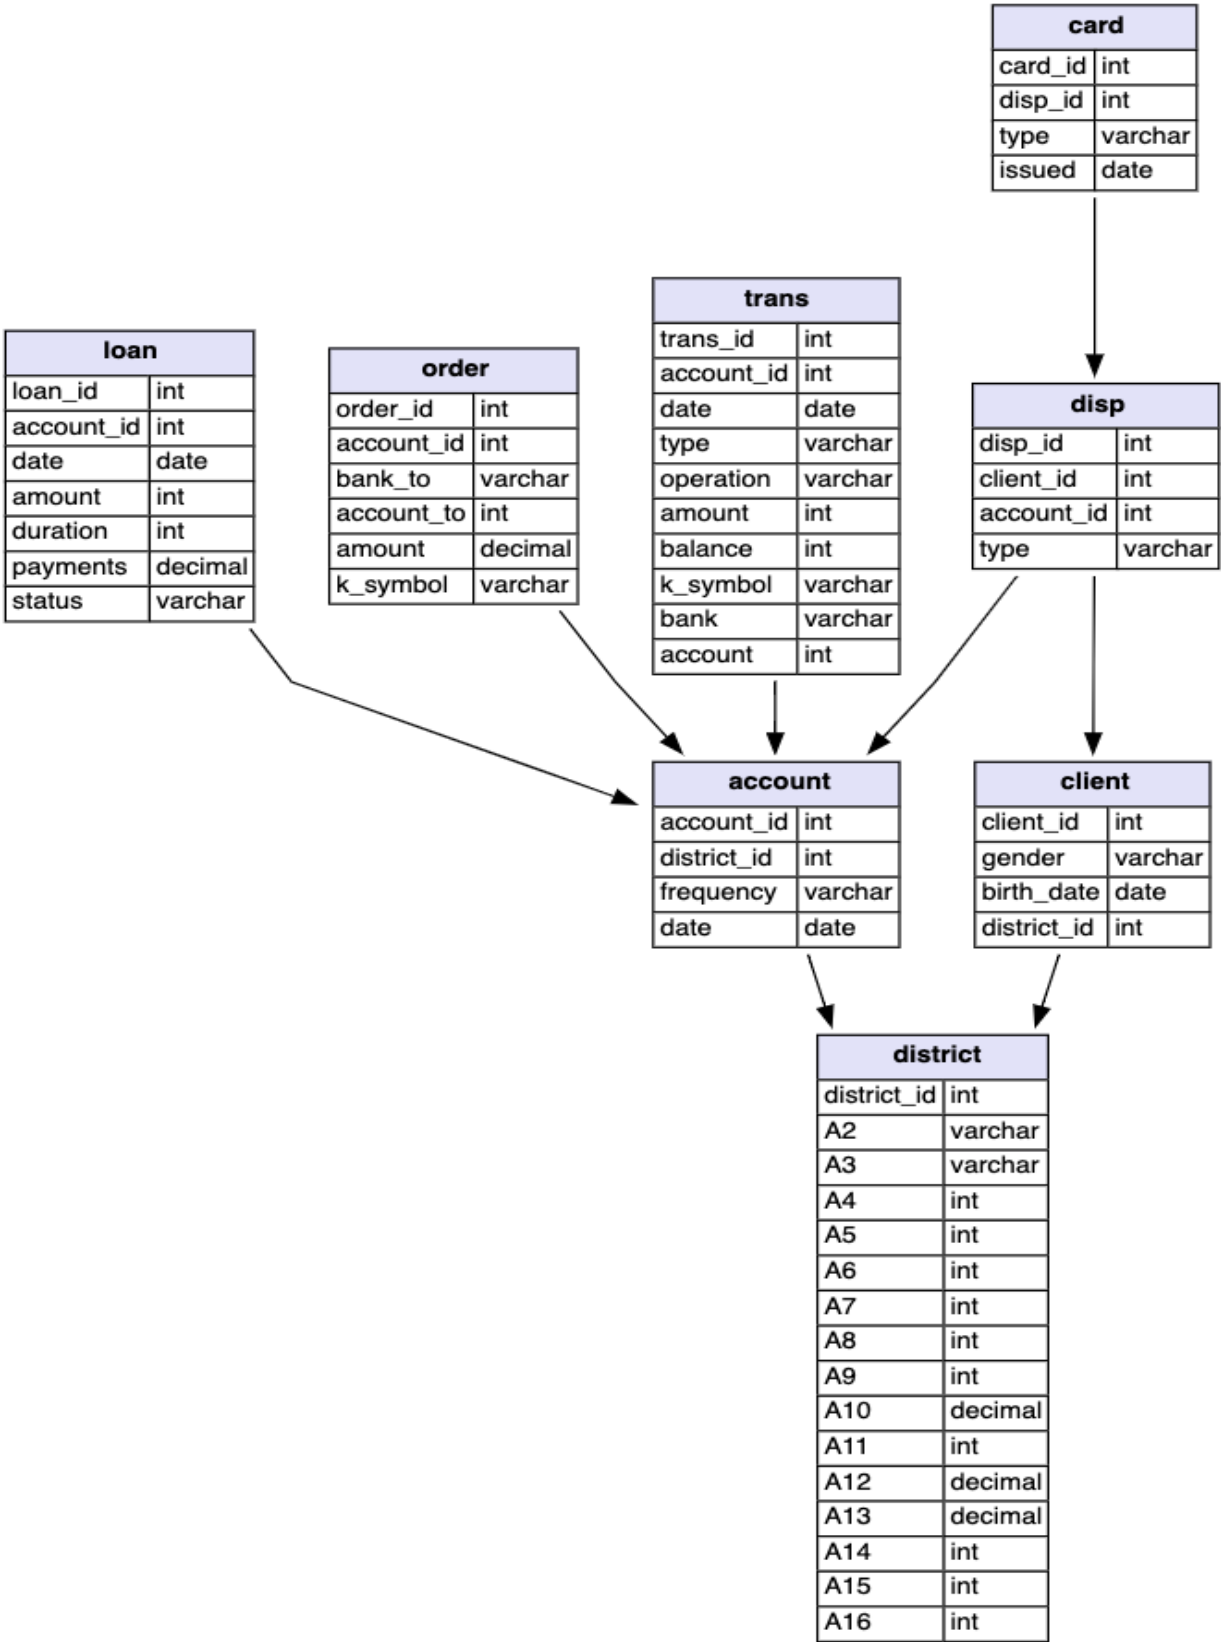 card
card_id int
disp_id int
type varchar
issued date
trans
trans_id int
account_id int
date date
type varchar
operation varchar
amount int
balance int
k_symbol varchar
bank varchar
account int
loan
loan_id int
account_id int
date date
amount int
duration int
payments decimal
status varchar
order
order_id int
account_id int
bank_to varchar
account_to int
amount decimal
k_symbol varchar
disp
disp_id int
client_id int
account_id int
type varchar
account
account_id int
district_id int
frequency varchar
date date
client
client_id int
gender varchar
birth_date date
district_id int
district
district_id int
A2 varchar
A3 varchar
A4 int
A5 int
A6 int
A7 int
A8 int
A9 int
A10 decimal
A11 int
A12 decimal
A13 decimal
A14 int
A15 int
A16 int